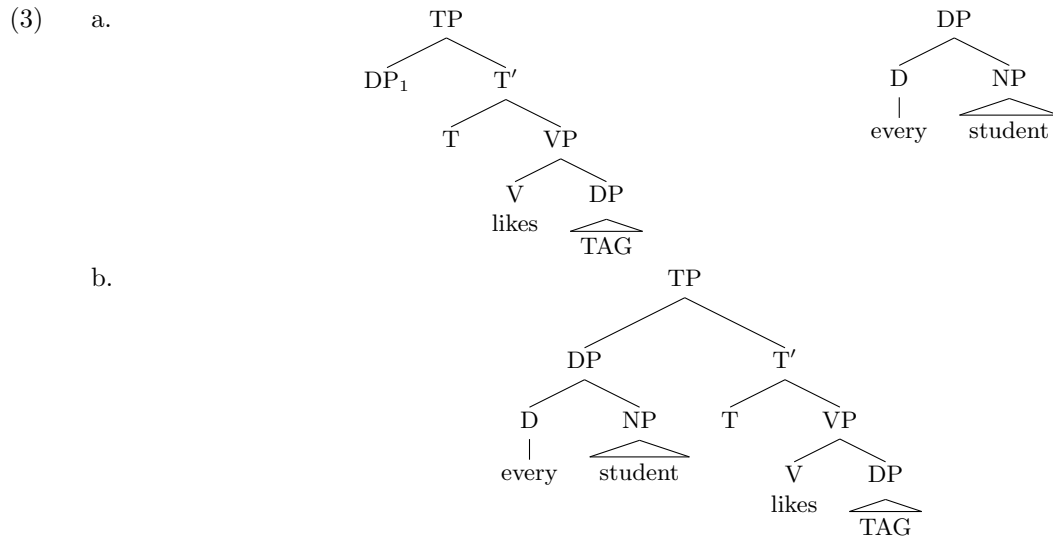 (3) a. TP DP
DP₁ T′ D NP
T VP every student
V DP
likes TAG
b. TP
DP T′
D NP T VP
every student V DP
likes TAG